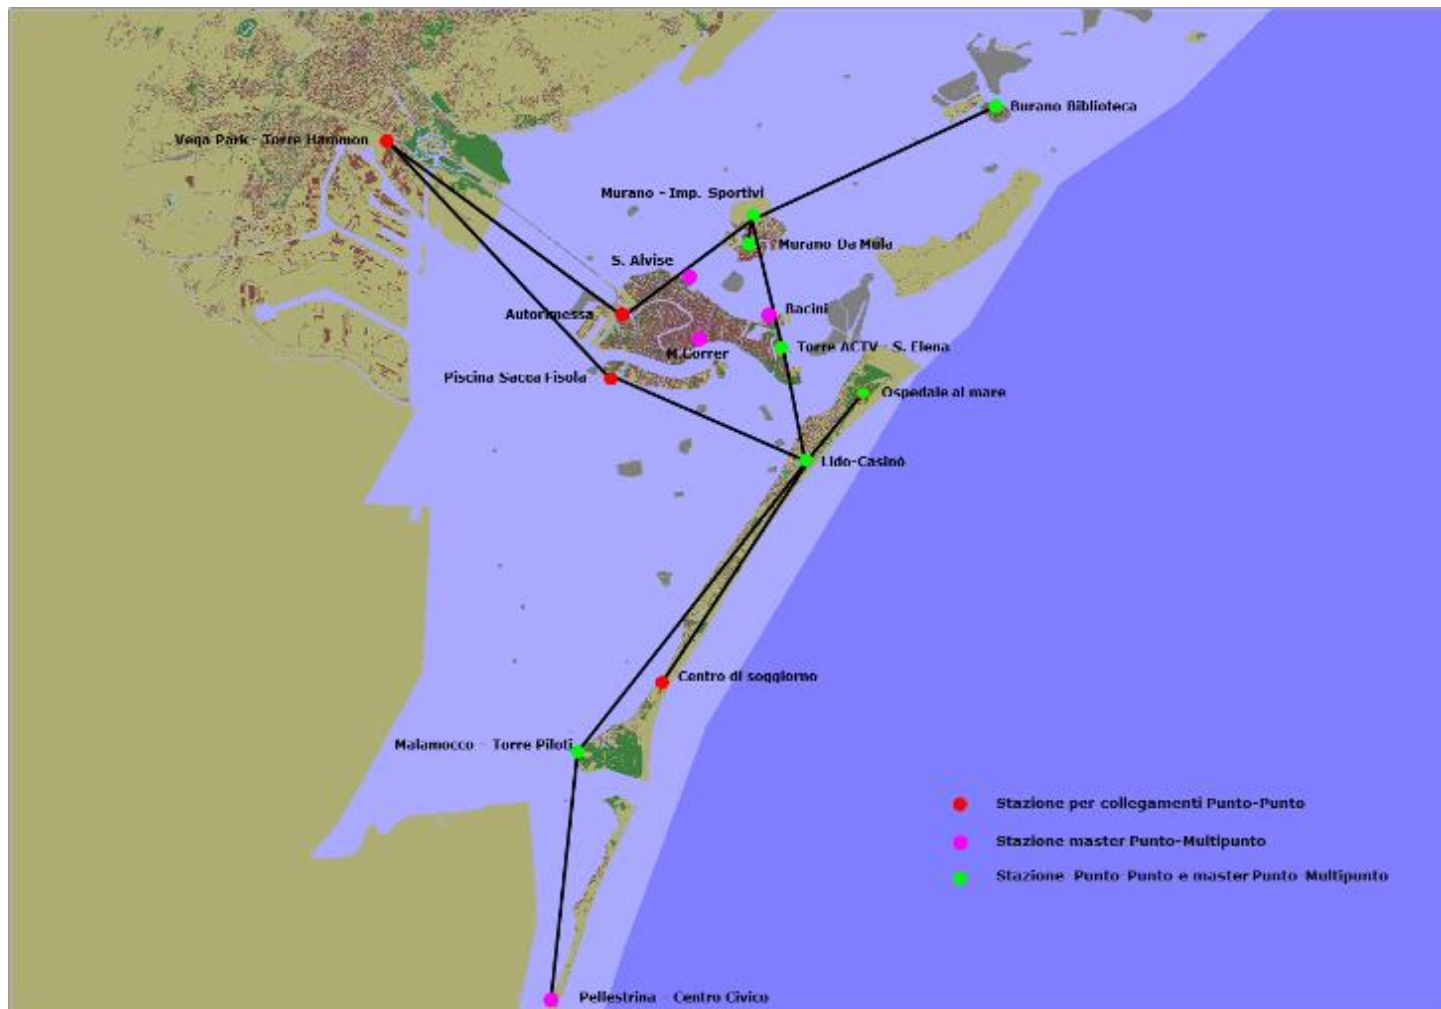 Burano Biblioteca
Vega Park - Torre Hammon
Murano - Imp. Sportivi
Murano Da Mula
S. Alvise
Autorimessa
Bacini
M.Correr
Torre ACTV - S. Elena
Piscina Sacca Fisola
Ospedale al mare
Lido-Casinò
Centro di soggiorno
Malamocco - Torre Piloti
Stazione per collegamenti Punto-Punto
Stazione master Punto-Multipunto
Stazione Punto-Punto e master Punto-Multipunto
Pellestrina - Centro Civico